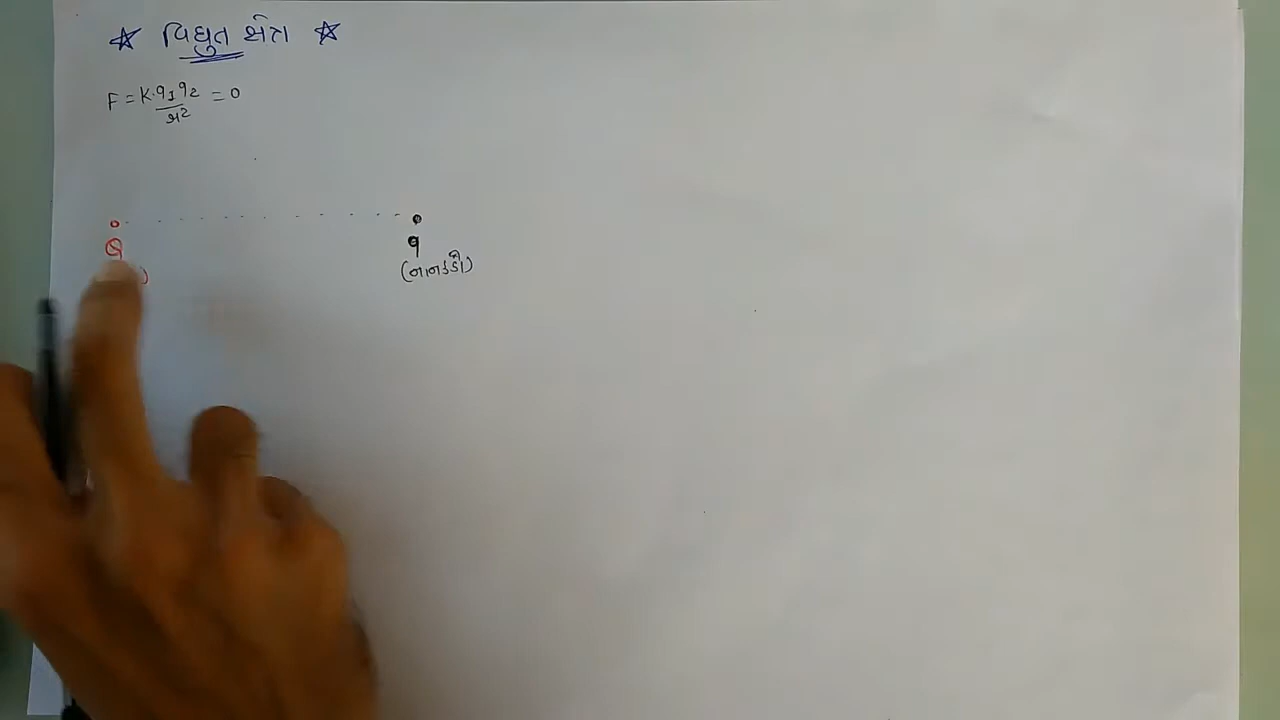 ☆ વિદ્યુત ક્ષેત્ર ☆
F = K.q1q2/r² = 0
Q q
(નાનકડો)